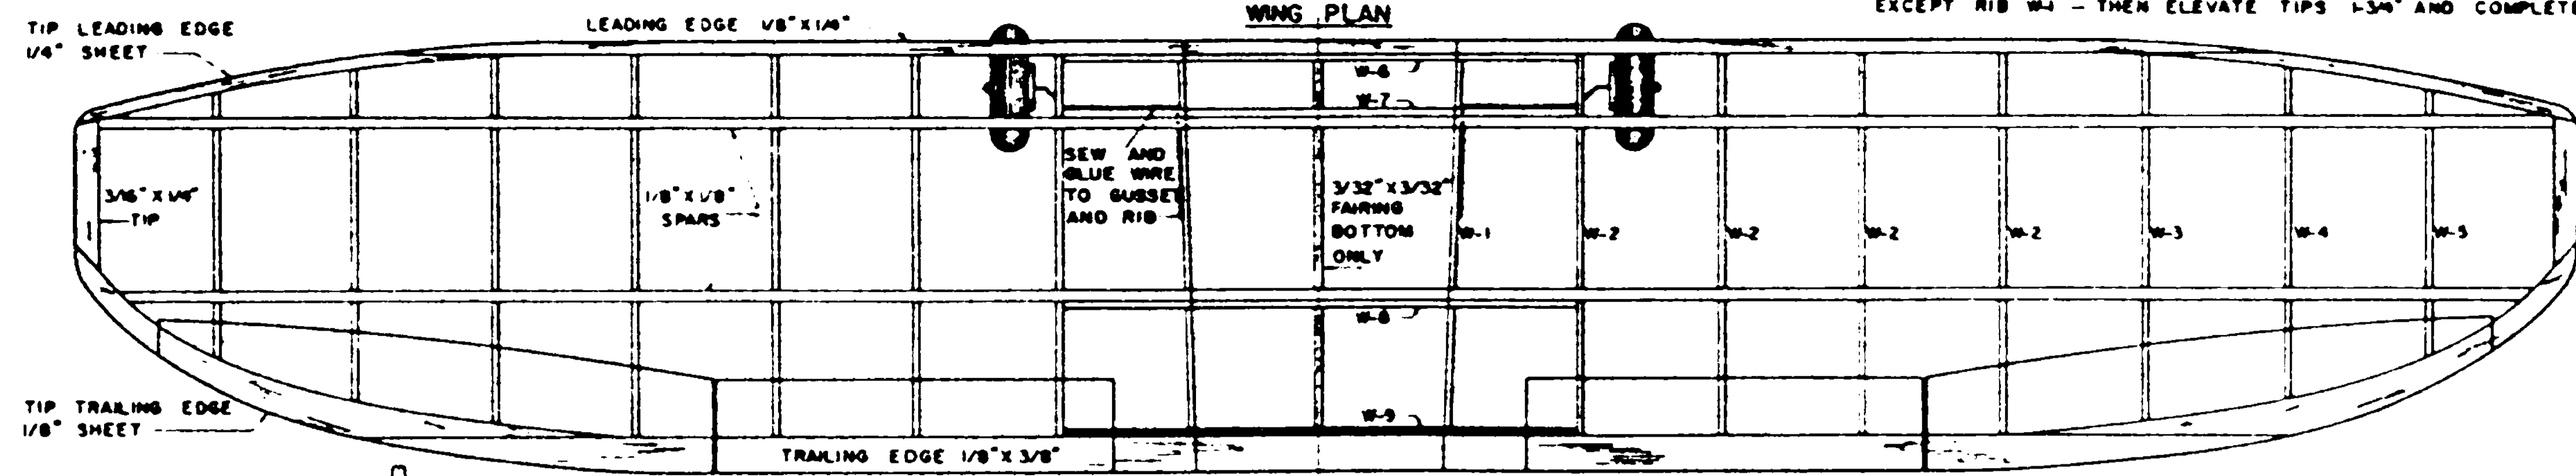 WING PLAN
EXCEPT RIB W-1 – THEN ELEVATE TIPS 1-3/4" AND COMPLETE
TIP LEADING EDGE
1/4" SHEET
LEADING EDGE 1/8" X 1/4"
W-6
W-7
SEW AND
GLUE WIRE
TO GUSSET
AND RIB
3/16" X 1/4"
TIP
1/8" X 1/8"
SPARS
3/32" X 3/32"
FAIRING
BOTTOM
ONLY
W-1
W-2
W-2
W-2
W-2
W-3
W-4
W-5
W-8
W-9
TIP TRAILING EDGE
1/8" SHEET
TRAILING EDGE 1/8" X 3/8"